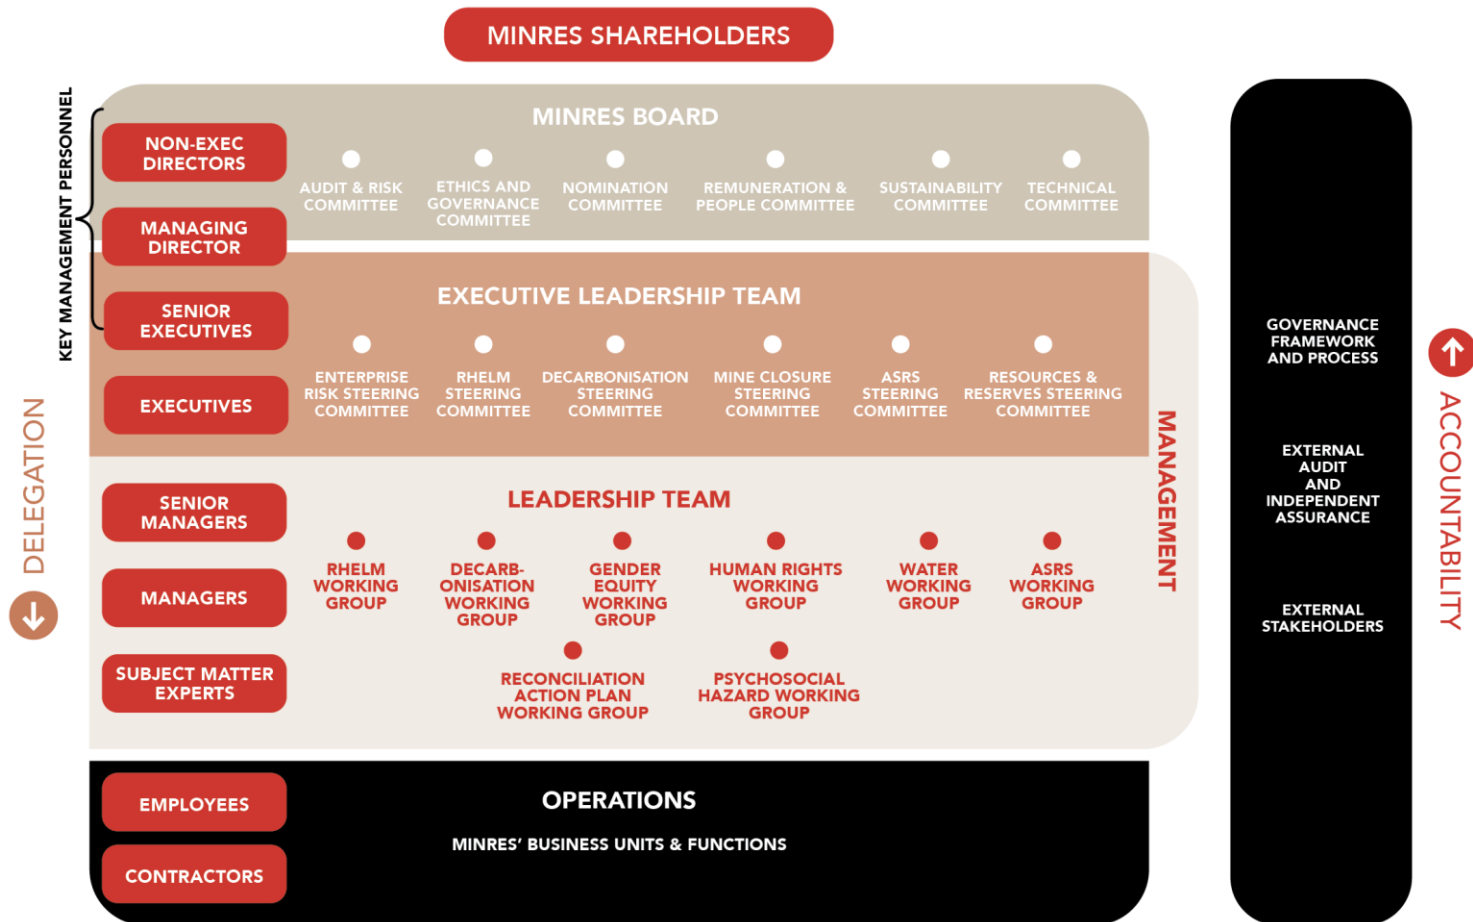 MINRES SHAREHOLDERS
KEY MANAGEMENT PERSONNEL
MINRES BOARD
NON-EXEC
DIRECTORS
MANAGING
DIRECTOR
AUDIT & RISK
COMMITTEE
ETHICS AND
GOVERNANCE
COMMITTEE
NOMINATION
COMMITTEE
REMUNERATION &
PEOPLE COMMITTEE
SUSTAINABILITY
COMMITTEE
TECHNICAL
COMMITTEE
EXECUTIVE LEADERSHIP TEAM
SENIOR
EXECUTIVES
EXECUTIVES
ENTERPRISE
RISK STEERING
COMMITTEE
RHELM
STEERING
COMMITTEE
DECARBONISATION
STEERING
COMMITTEE
MINE CLOSURE
STEERING
COMMITTEE
ASRS
STEERING
COMMITTEE
RESOURCES &
RESERVES STEERING
COMMITTEE
LEADERSHIP TEAM
SENIOR
MANAGERS
MANAGERS
SUBJECT MATTER
EXPERTS
RHELM
WORKING
GROUP
DECARB-
ONISATION
WORKING
GROUP
GENDER
EQUITY
WORKING
GROUP
HUMAN RIGHTS
WORKING
GROUP
WATER
WORKING
GROUP
ASRS
WORKING
GROUP
RECONCILIATION
ACTION PLAN
WORKING GROUP
PSYCHOSOCIAL
HAZARD WORKING
GROUP
MANAGEMENT
OPERATIONS
MINRES' BUSINESS UNITS & FUNCTIONS
EMPLOYEES
CONTRACTORS
DELEGATION
GOVERNANCE
FRAMEWORK
AND PROCESS
EXTERNAL
AUDIT
AND
INDEPENDENT
ASSURANCE
EXTERNAL
STAKEHOLDERS
ACCOUNTABILITY